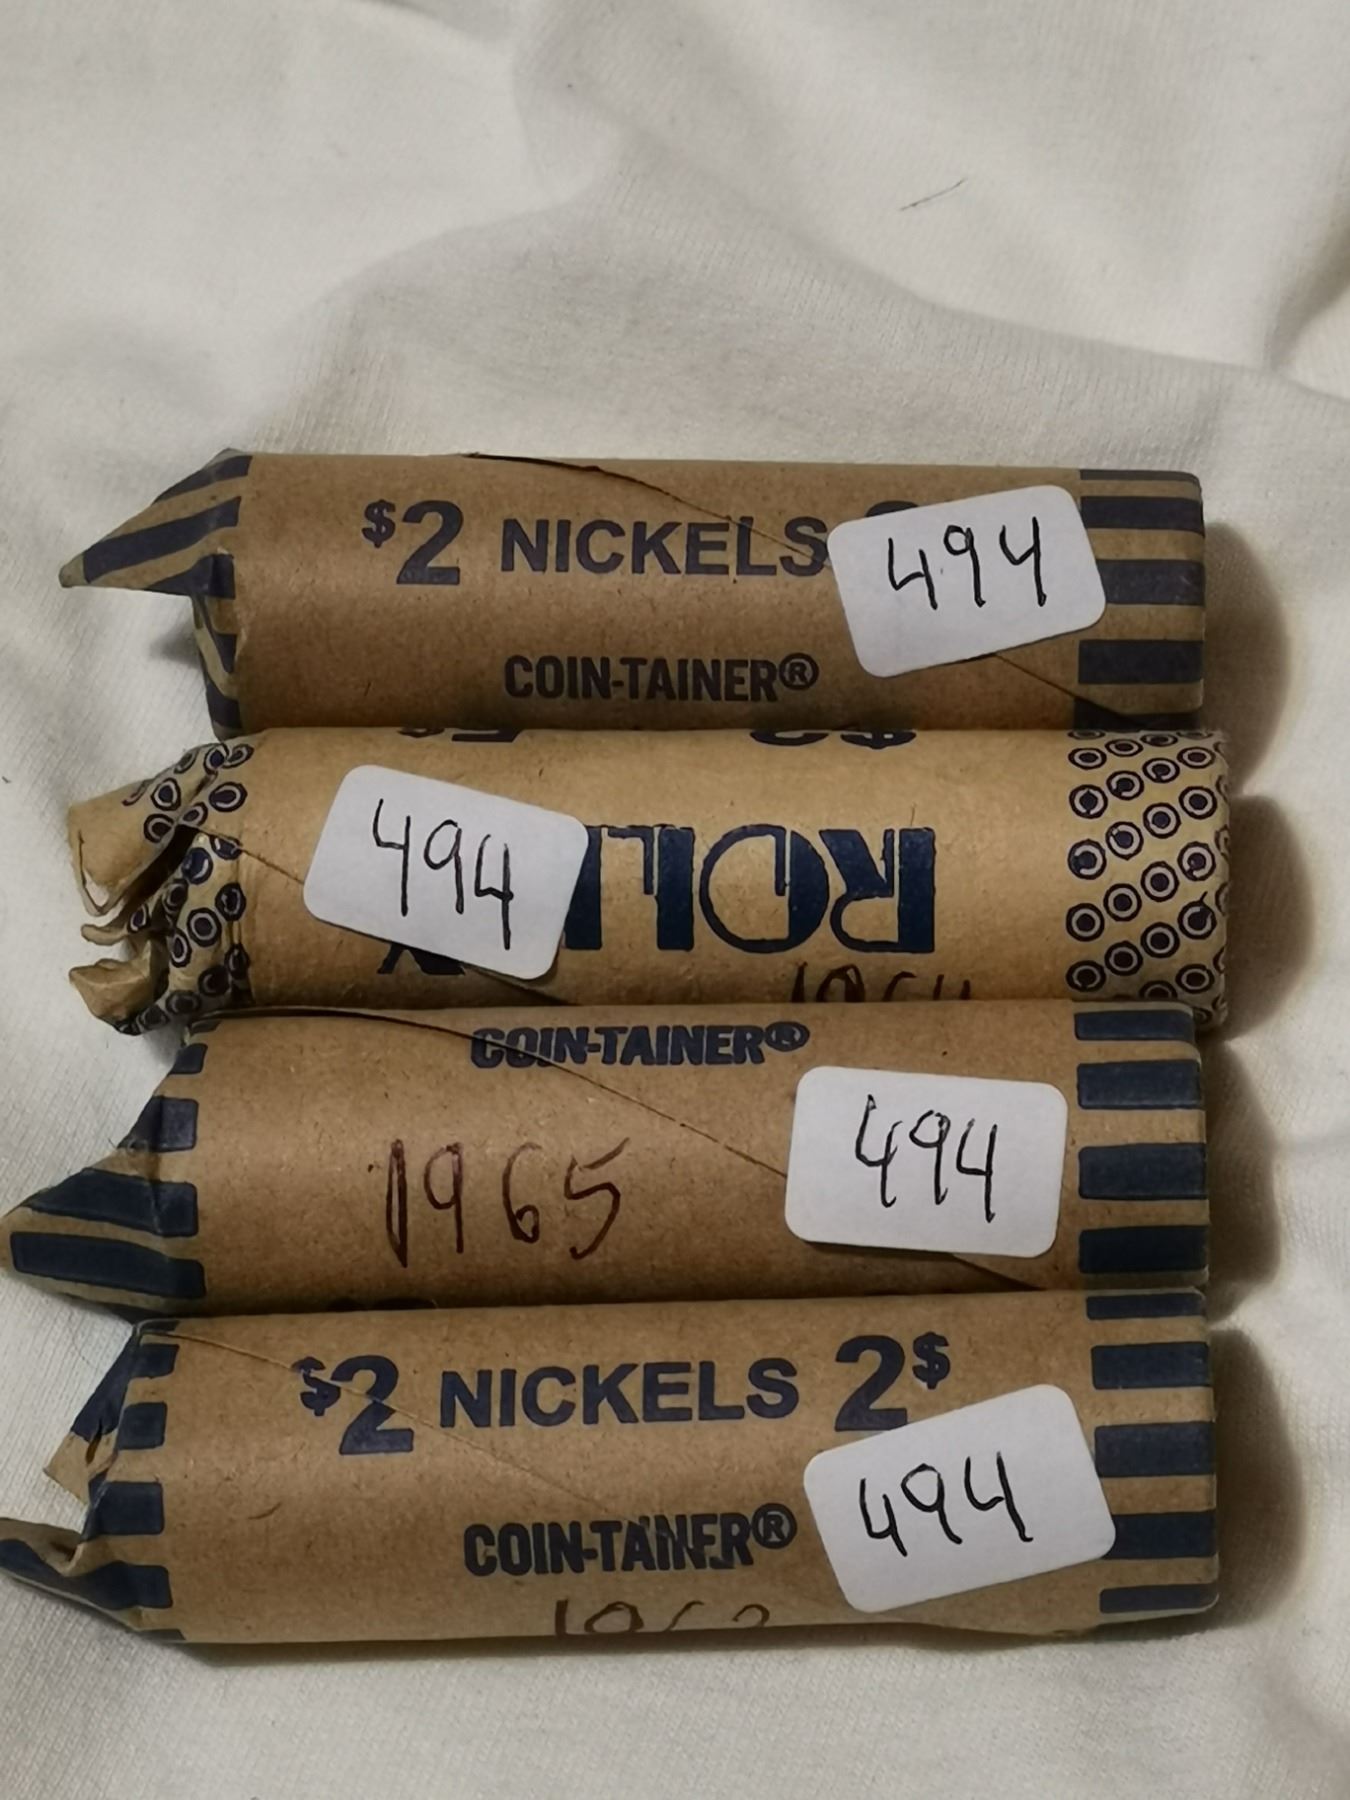 $2 NICKELS
494
COIN-TAINER®
494
ROLL
COIN-TAINER®
1965
494
$2 NICKELS 2$
COIN-TAINER®
494